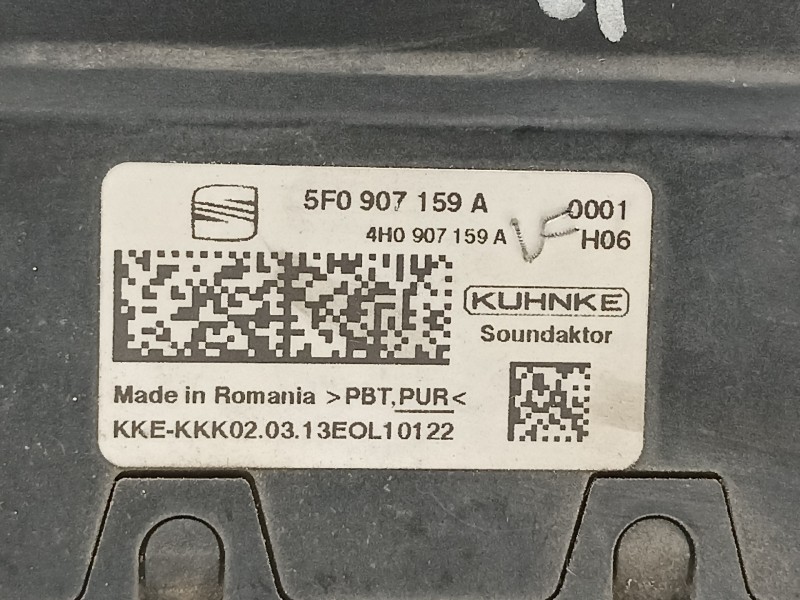 5F0 907 159 A 0001
4H0 907 159 A H06
KUHNKE
Soundaktor
Made in Romania >PBT,PUR<
KKE-KKK02.03.13EOL10122